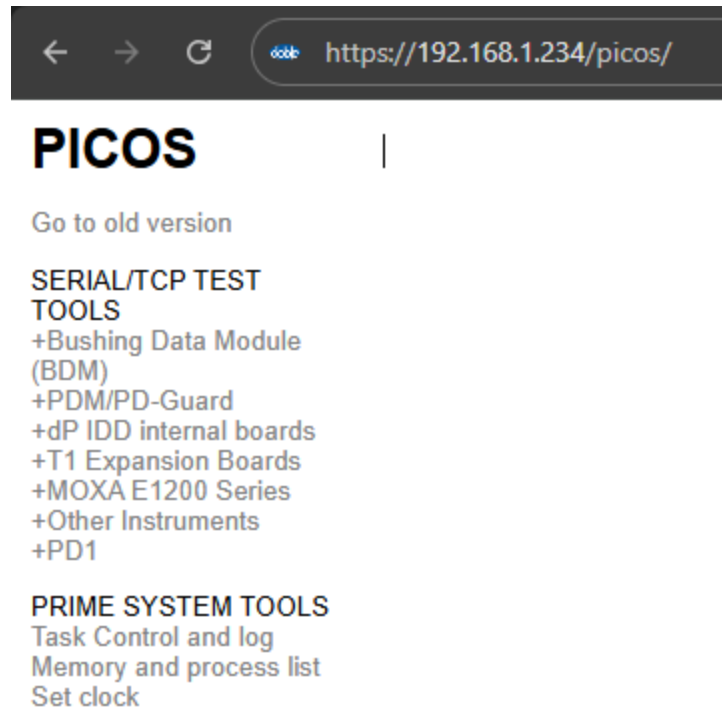 doble https://192.168.1.234/picos/
PICOS
Go to old version
SERIAL/TCP TEST
TOOLS
+Bushing Data Module
(BDM)
+PDM/PD-Guard
+dP IDD internal boards
+T1 Expansion Boards
+MOXA E1200 Series
+Other Instruments
+PD1
PRIME SYSTEM TOOLS
Task Control and log
Memory and process list
Set clock